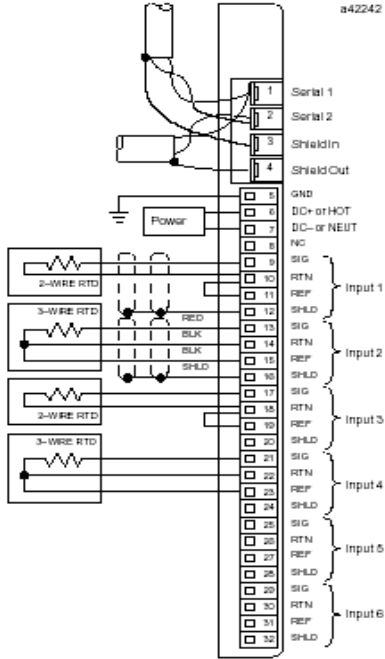 a42242
1 Serial 1
2 Serial 2
3 Shield In
4 Shield Out
5 GND
Power 6 DC+ or HOT
7 DC– or NEUT
8 NC
9 SIG
2–WIRE RTD 10 RTN
11 REF
12 SHLD
Input 1
3–WIRE RTD RED 13 SIG
BLK 14 RTN
BLK 15 REF
SHLD 16 SHLD
Input 2
17 SIG
2–WIRE RTD 18 RTN
19 REF
20 SHLD
Input 3
3–WIRE RTD 21 SIG
22 RTN
23 REF
24 SHLD
Input 4
25 SIG
26 RTN
27 REF
28 SHLD
Input 5
29 SIG
30 RTN
31 REF
32 SHLD
Input 6